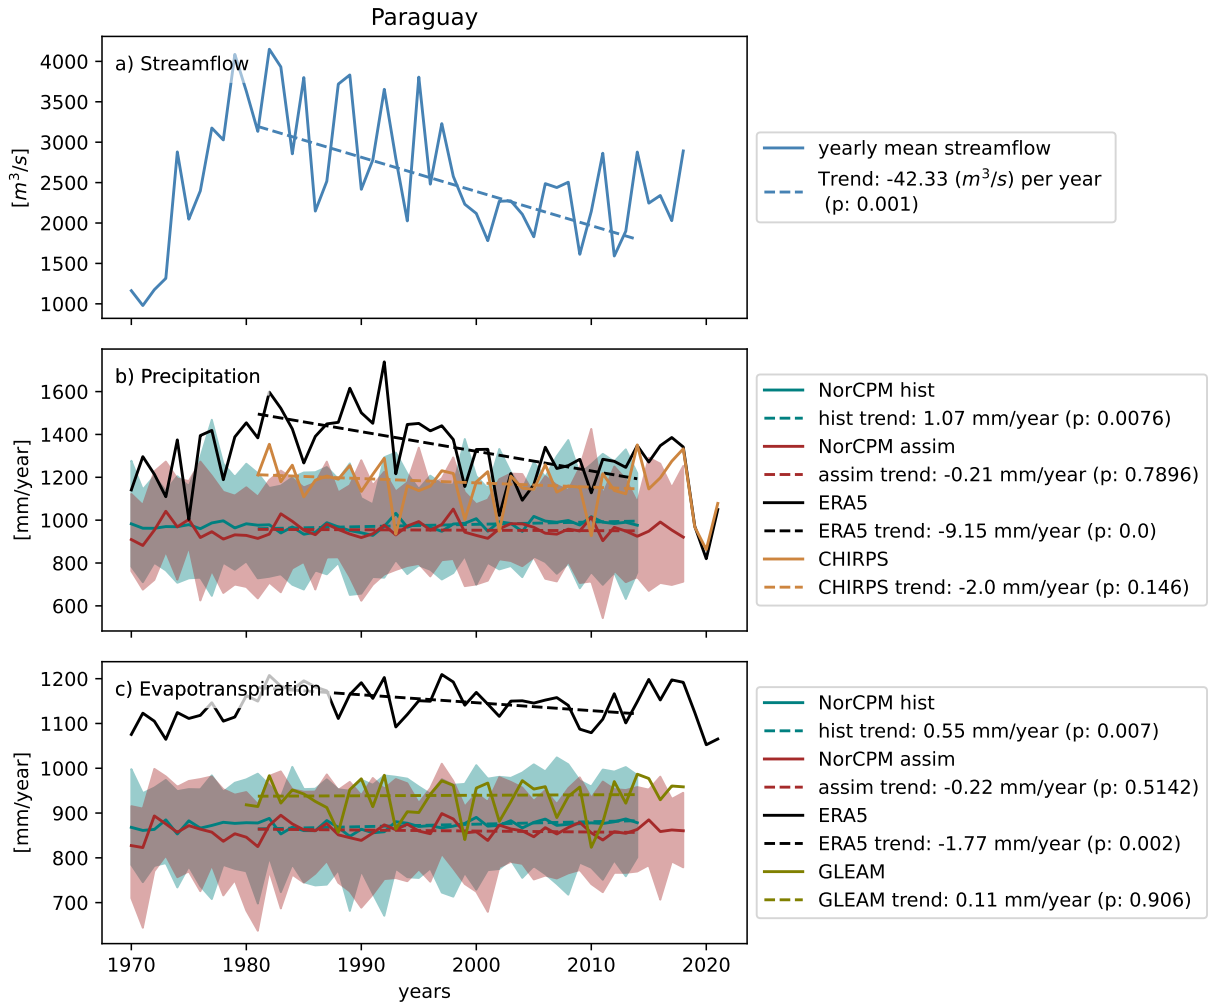 Paraguay
a) Streamflow
4000
3500
3000
2500
2000
1500
1000
[m³/s]
yearly mean streamflow
Trend: -42.33 (m³/s) per year
(p: 0.001)
b) Precipitation
1600
1400
1200
1000
800
600
[mm/year]
NorCPM hist
hist trend: 1.07 mm/year (p: 0.0076)
NorCPM assim
assim trend: -0.21 mm/year (p: 0.7896)
ERA5
ERA5 trend: -9.15 mm/year (p: 0.0)
CHIRPS
CHIRPS trend: -2.0 mm/year (p: 0.146)
c) Evapotranspiration
1200
1100
1000
900
800
700
[mm/year]
NorCPM hist
hist trend: 0.55 mm/year (p: 0.007)
NorCPM assim
assim trend: -0.22 mm/year (p: 0.5142)
ERA5
ERA5 trend: -1.77 mm/year (p: 0.002)
GLEAM
GLEAM trend: 0.11 mm/year (p: 0.906)
1970 1980 1990 2000 2010 2020
years